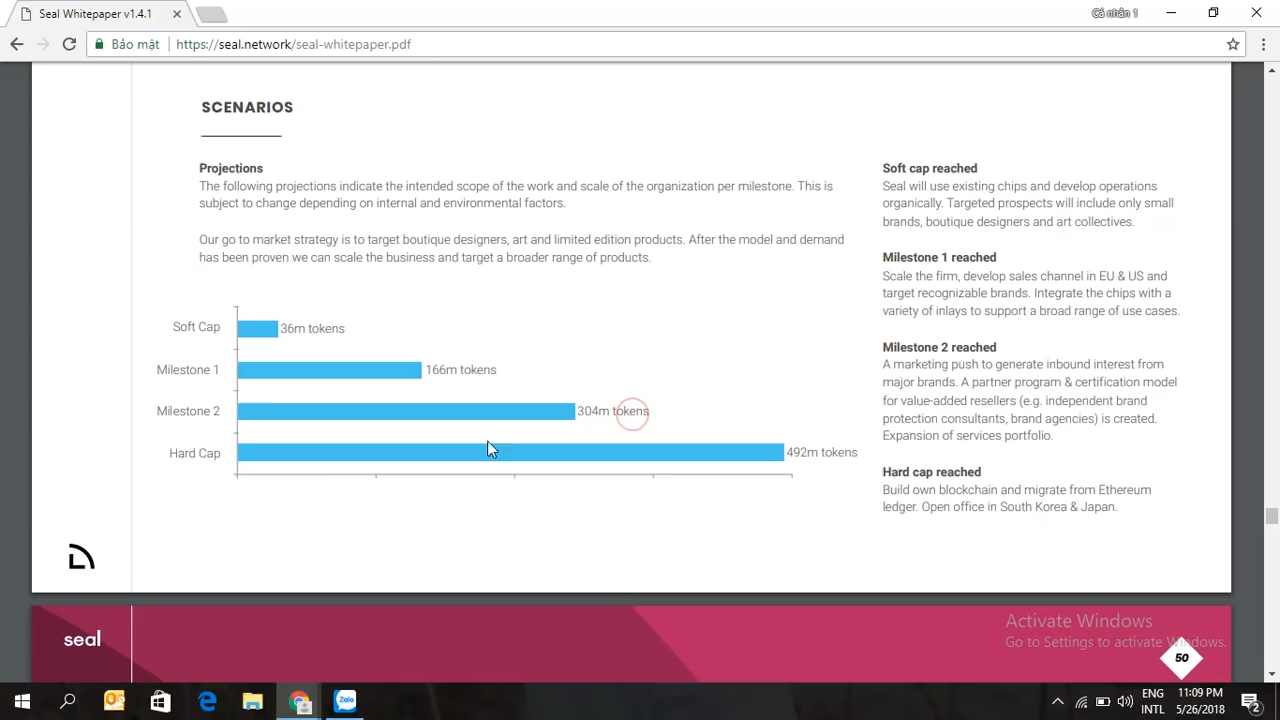 Seal Whitepaper v1.4.1
Cá nhân 1
Bảo mật
https://seal.network/seal-whitepaper.pdf
SCENARIOS
Projections
The following projections indicate the intended scope of the work and scale of the organization per milestone. This is
subject to change depending on internal and environmental factors.
Our go to market strategy is to target boutique designers, art and limited edition products. After the model and demand
has been proven we can scale the business and target a broader range of products.
Soft Cap
36m tokens
Milestone 1
166m tokens
Milestone 2
304m tokens
Hard Cap
492m tokens
Soft cap reached
Seal will use existing chips and develop operations
organically. Targeted prospects will include only small
brands, boutique designers and art collectives.
Milestone 1 reached
Scale the firm, develop sales channel in EU & US and
target recognizable brands. Integrate the chips with a
variety of inlays to support a broad range of use cases.
Milestone 2 reached
A marketing push to generate inbound interest from
major brands. A partner program & certification model
for value-added resellers (e.g. independent brand
protection consultants, brand agencies) is created.
Expansion of services portfolio.
Hard cap reached
Build own blockchain and migrate from Ethereum
ledger. Open office in South Korea & Japan.
seal
Activate Windows
Go to Settings to activate Windows.
50
Zalo
ENG
INTL
11:09 PM
5/26/2018
2